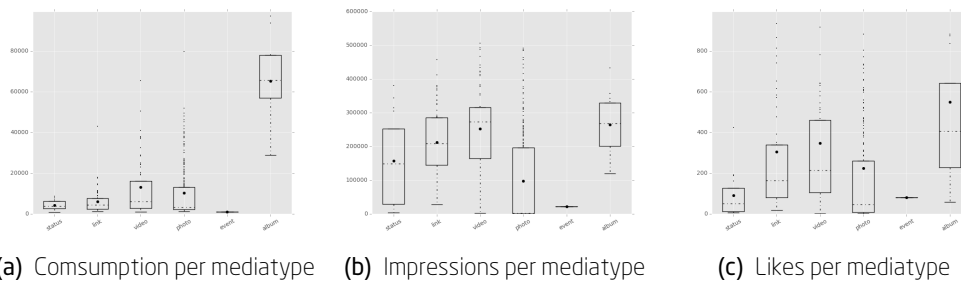 80000
60000
40000
20000
0
status link video photo event album
600000
500000
400000
300000
200000
100000
0
status link video photo event album
800
600
400
200
0
status link video photo event album
(a) Comsumption per mediatype
(b) Impressions per mediatype
(c) Likes per mediatype